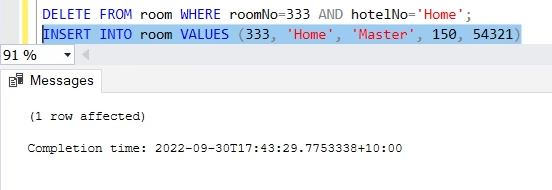 DELETE FROM room WHERE roomNo=333 AND hotelNo='Home';
INSERT INTO room VALUES (333, 'Home', 'Master', 150, 54321)
91 %
Messages
(1 row affected)
Completion time: 2022-09-30T17:43:29.7753338+10:00